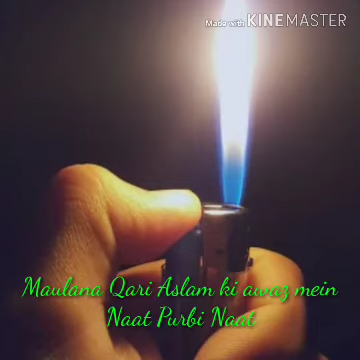 Made with KINEMASTER
Maulana Qari Aslam ki awaz mein
Naat Purbi Naat